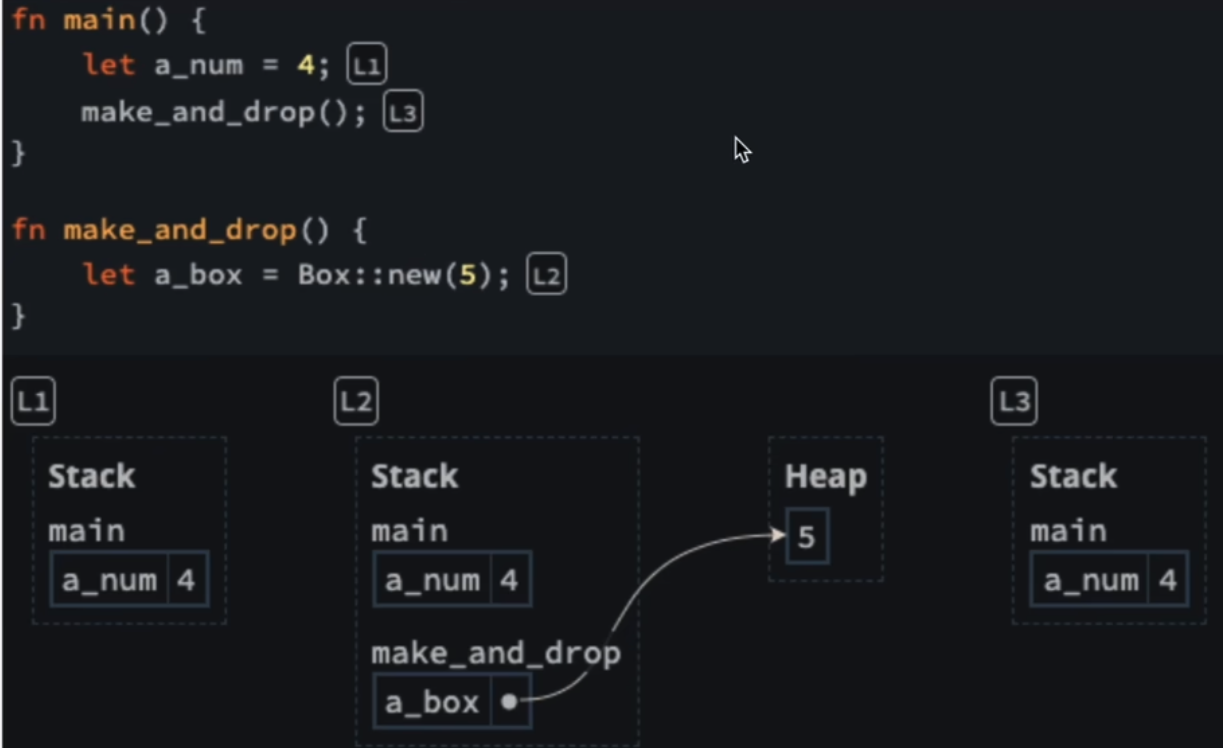 fn main() {
    let a_num = 4; L1
    make_and_drop(); L3
}
fn make_and_drop() {
    let a_box = Box::new(5); L2
}
L1
Stack
main
a_num 4
L2
Stack
main
a_num 4
make_and_drop
a_box
Heap
5
L3
Stack
main
a_num 4